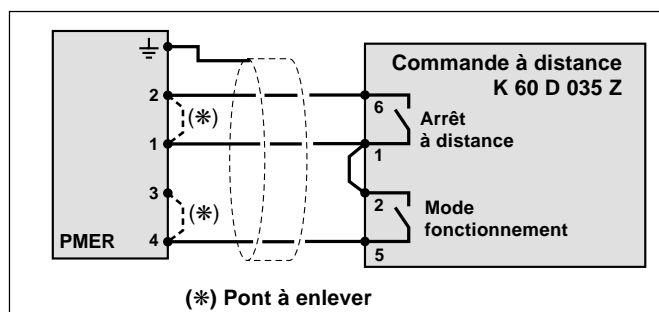 Commande à distance
K 60 D 035 Z
2
(✳)
6
Arrêt
à distance
1
1
3
2
(✳)
Mode
fonctionnement
PMER
4
5
(✳) Pont à enlever